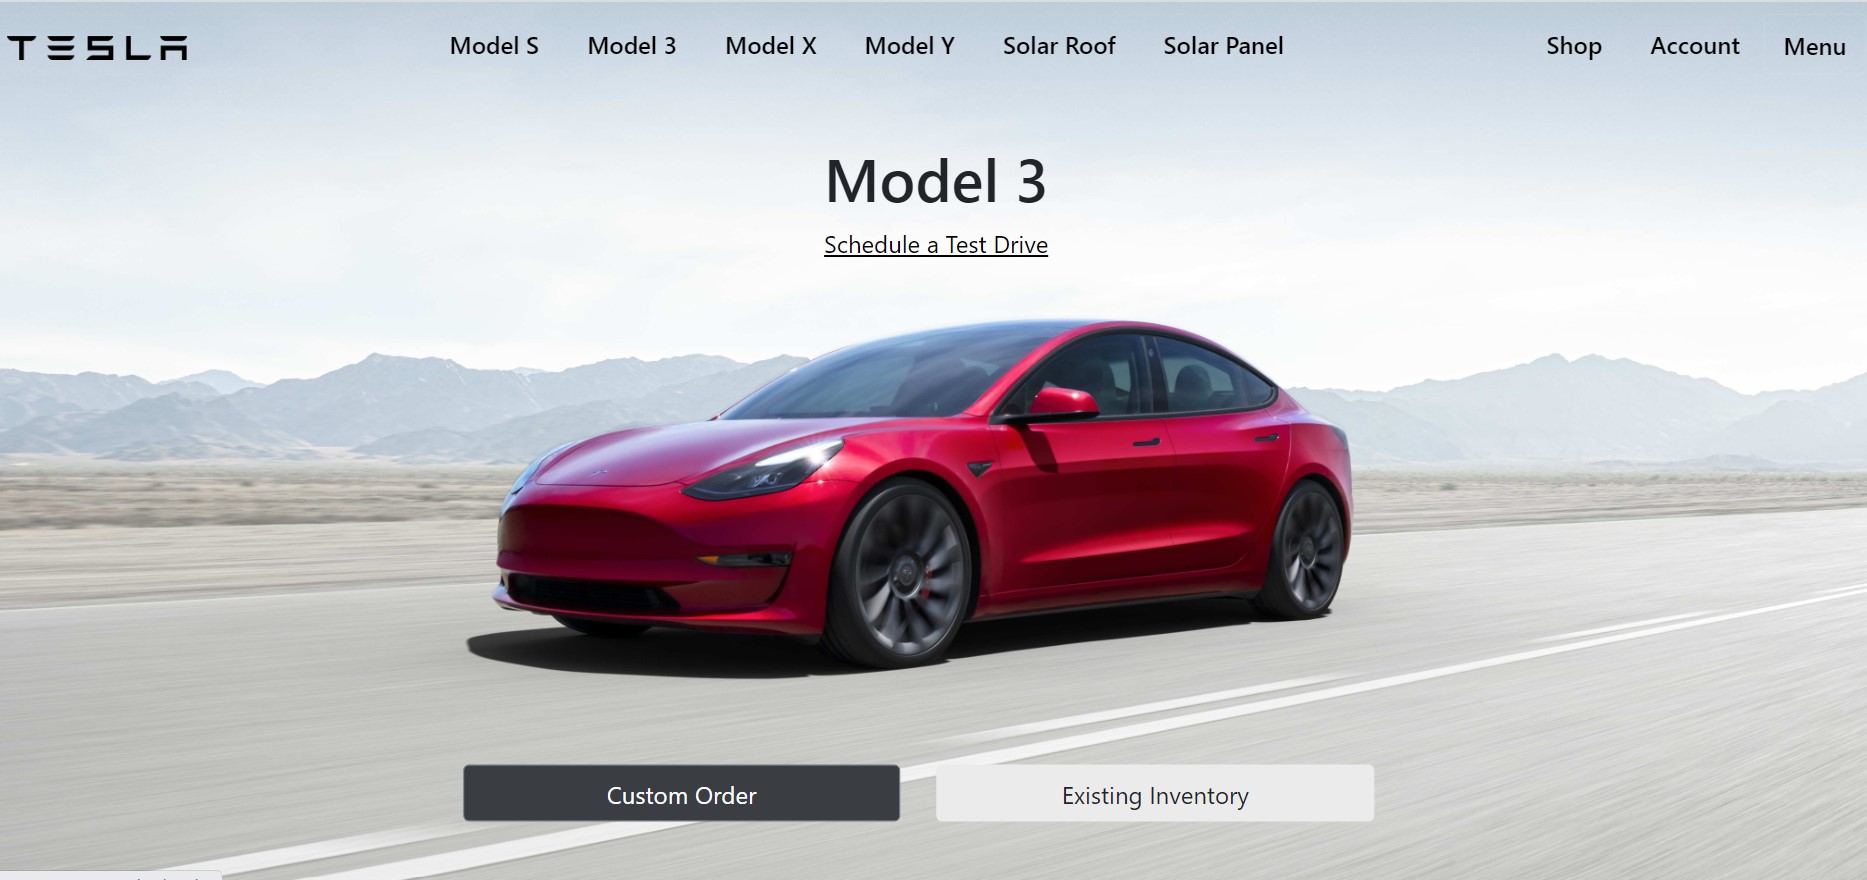 TESLA
Model S Model 3 Model X Model Y Solar Roof Solar Panel Shop Account Menu
Model 3
Schedule a Test Drive
Custom Order Existing Inventory